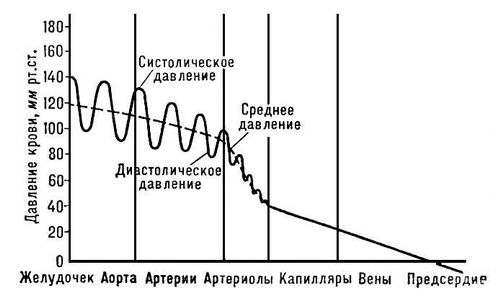 Давление крови, мм рт.ст.
180
160
140
120
100
80
60
40
20
0
Систолическое
давление
Среднее
давление
Диастолическое
давление
Желудочек Аорта Артерии Артериолы Капилляры Вены Предсердие